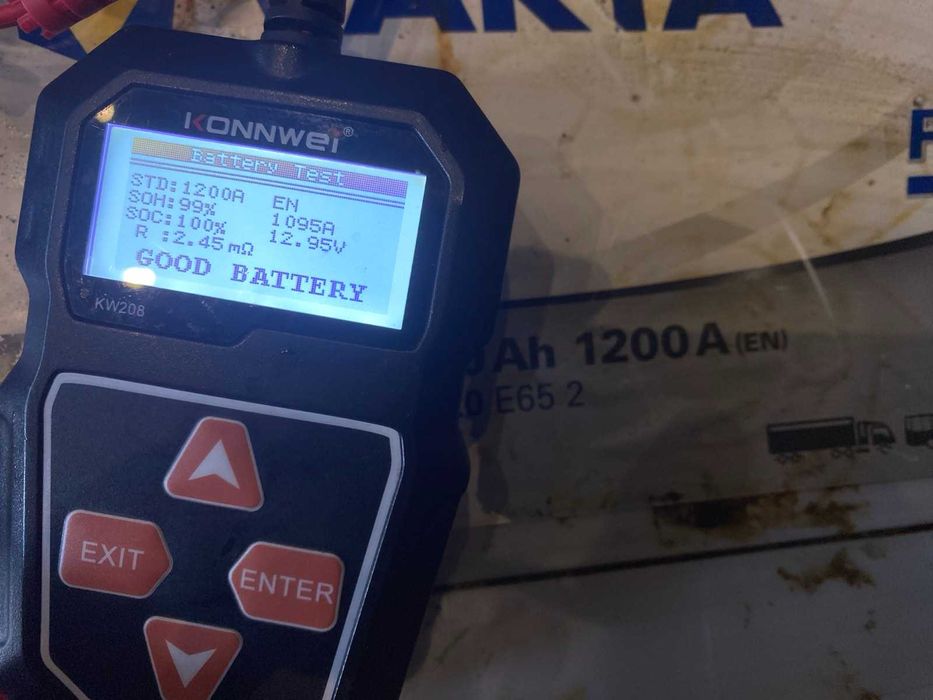 VARTA
KONNWEI®
Battery Test
STD:1200A EN
SOH:99% 1095A
SOC:100% 12.95V
R :2.45mΩ
GOOD BATTERY
KW208
Ah 1200A (EN)
E65 2
EXIT
ENTER